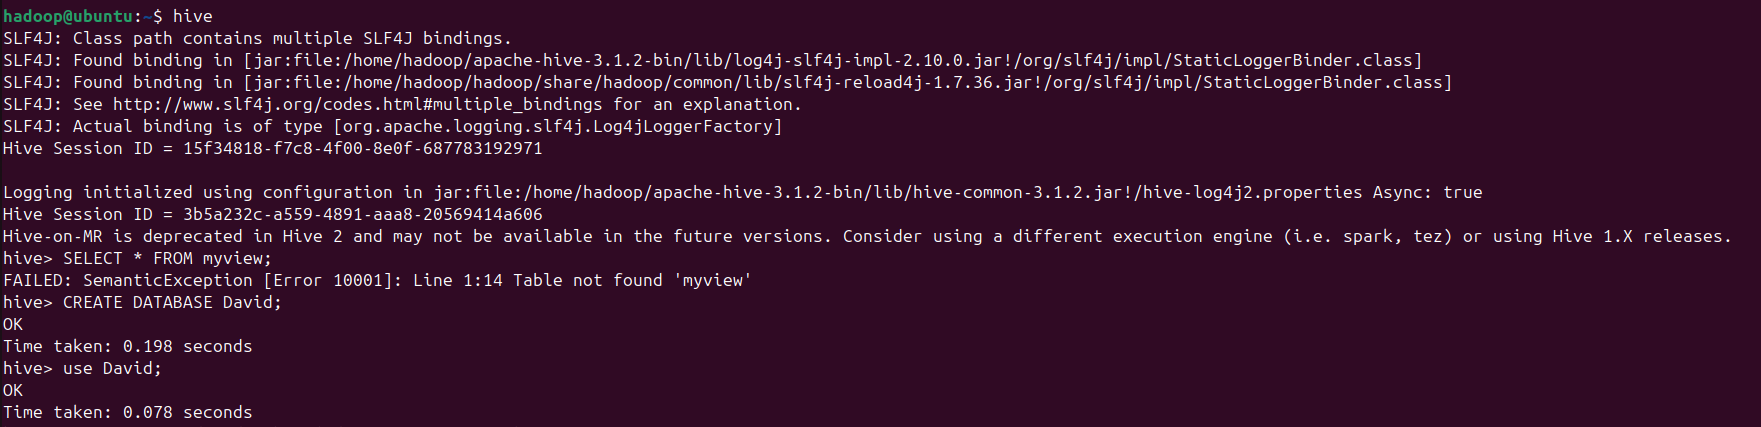 hadoop@ubuntu:~$ hive
SLF4J: Class path contains multiple SLF4J bindings.
SLF4J: Found binding in [jar:file:/home/hadoop/apache-hive-3.1.2-bin/lib/log4j-slf4j-impl-2.10.0.jar!/org/slf4j/impl/StaticLoggerBinder.class]
SLF4J: Found binding in [jar:file:/home/hadoop/hadoop/share/hadoop/common/lib/slf4j-reload4j-1.7.36.jar!/org/slf4j/impl/StaticLoggerBinder.class]
SLF4J: See http://www.slf4j.org/codes.html#multiple_bindings for an explanation.
SLF4J: Actual binding is of type [org.apache.logging.slf4j.Log4jLoggerFactory]
Hive Session ID = 15f34818-f7c8-4f00-8e0f-687783192971
Logging initialized using configuration in jar:file:/home/hadoop/apache-hive-3.1.2-bin/lib/hive-common-3.1.2.jar!/hive-log4j2.properties Async: true
Hive Session ID = 3b5a232c-a559-4891-aaa8-20569414a606
Hive-on-MR is deprecated in Hive 2 and may not be available in the future versions. Consider using a different execution engine (i.e. spark, tez) or using Hive 1.X releases.
hive> SELECT * FROM myview;
FAILED: SemanticException [Error 10001]: Line 1:14 Table not found 'myview'
hive> CREATE DATABASE David;
OK
Time taken: 0.198 seconds
hive> use David;
OK
Time taken: 0.078 seconds